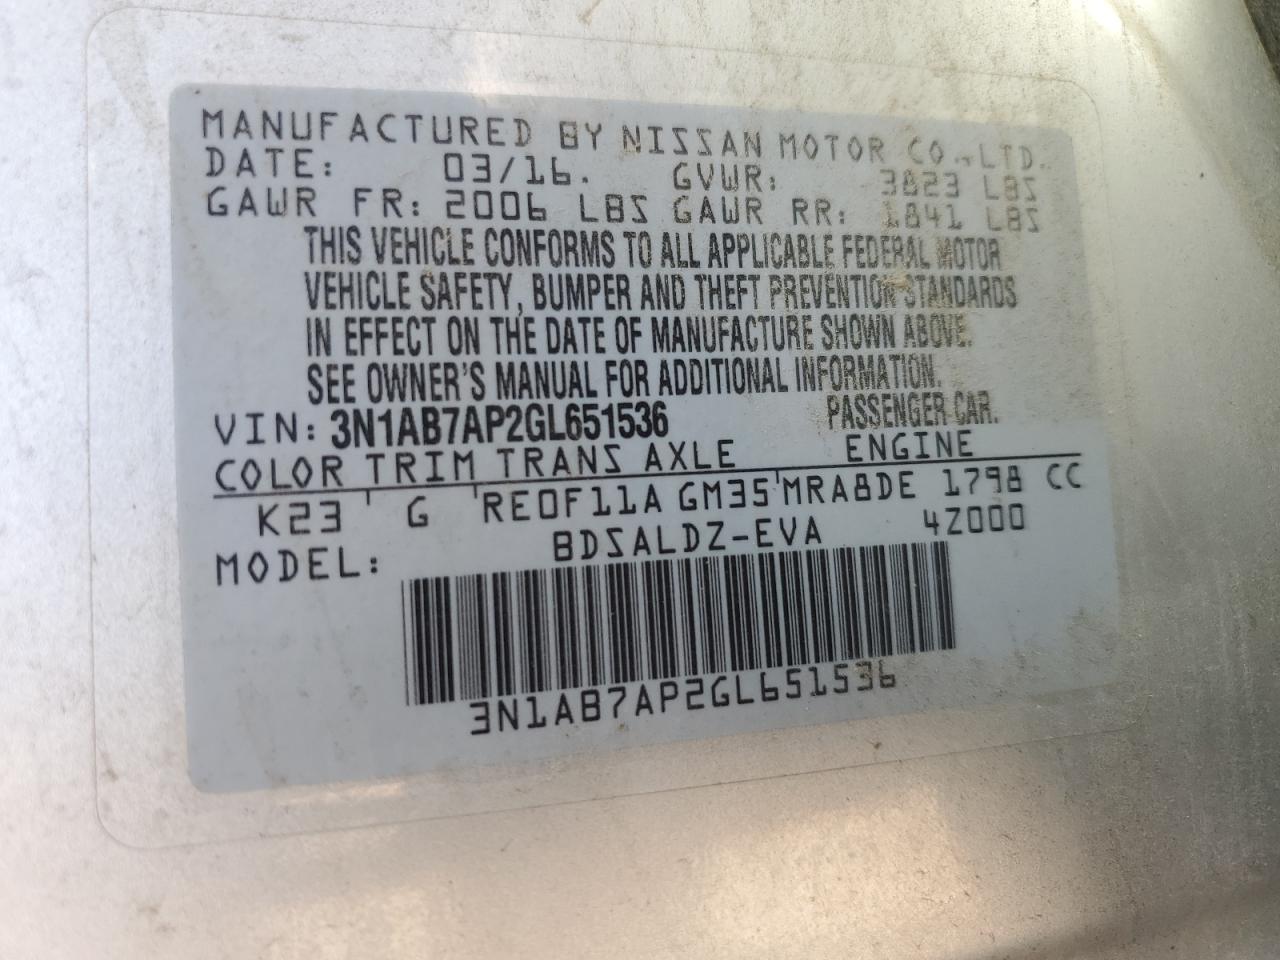 MANUFACTURED BY NISSAN MOTOR CO.,LTD.
DATE: 03/16. GVWR: 3823 LBS
GAWR FR: 2006 LBS GAWR RR: 1841 LBS
THIS VEHICLE CONFORMS TO ALL APPLICABLE FEDERAL MOTOR
VEHICLE SAFETY, BUMPER AND THEFT PREVENTION STANDARDS
IN EFFECT ON THE DATE OF MANUFACTURE SHOWN ABOVE.
SEE OWNER'S MANUAL FOR ADDITIONAL INFORMATION.
VIN: 3N1AB7AP2GL651536 PASSENGER CAR.
COLOR TRIM TRANS AXLE ENGINE
K23 G RE0F11A GM35 MRA8DE 1798 CC
MODEL: BDSALDZ-EVA 4Z000
3N1AB7AP2GL651536